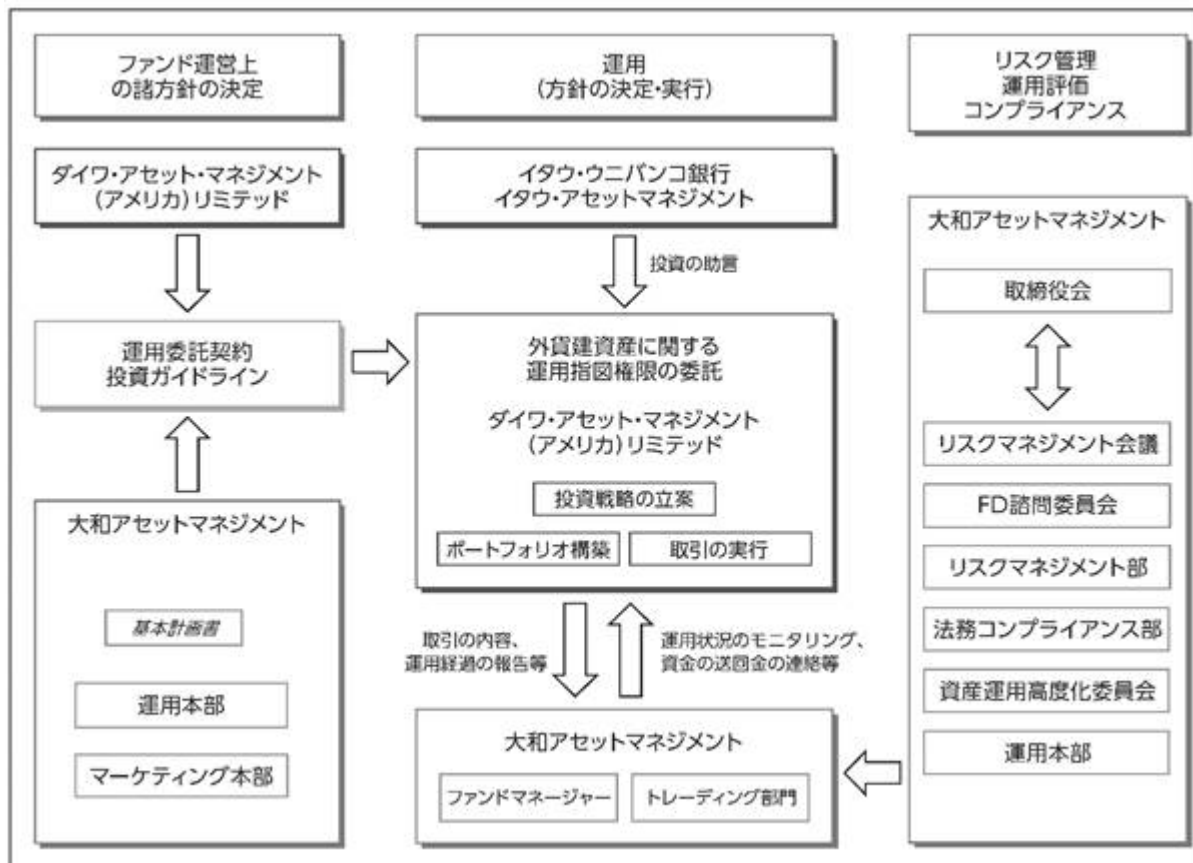 ファンド運営上
の諸方針の決定
運用
(方針の決定・実行)
リスク管理
運用評価
コンプライアンス
ダイワ・アセット・マネジメント
(アメリカ)リミテッド
イタウ・ウニバンコ銀行
イタウ・アセットマネジメント
投資の助言
運用委託契約
投資ガイドライン
外貨建資産に関する
運用指図権限の委託
ダイワ・アセット・マネジメント
(アメリカ)リミテッド
投資戦略の立案
ポートフォリオ構築
取引の実行
大和アセットマネジメント
基本計画書
運用本部
マーケティング本部
取引の内容、
運用経過の報告等
運用状況のモニタリング、
資金の送回金の連絡等
大和アセットマネジメント
ファンドマネージャー
トレーディング部門
大和アセットマネジメント
取締役会
リスクマネジメント会議
FD諮問委員会
リスクマネジメント部
法務コンプライアンス部
資産運用高度化委員会
運用本部